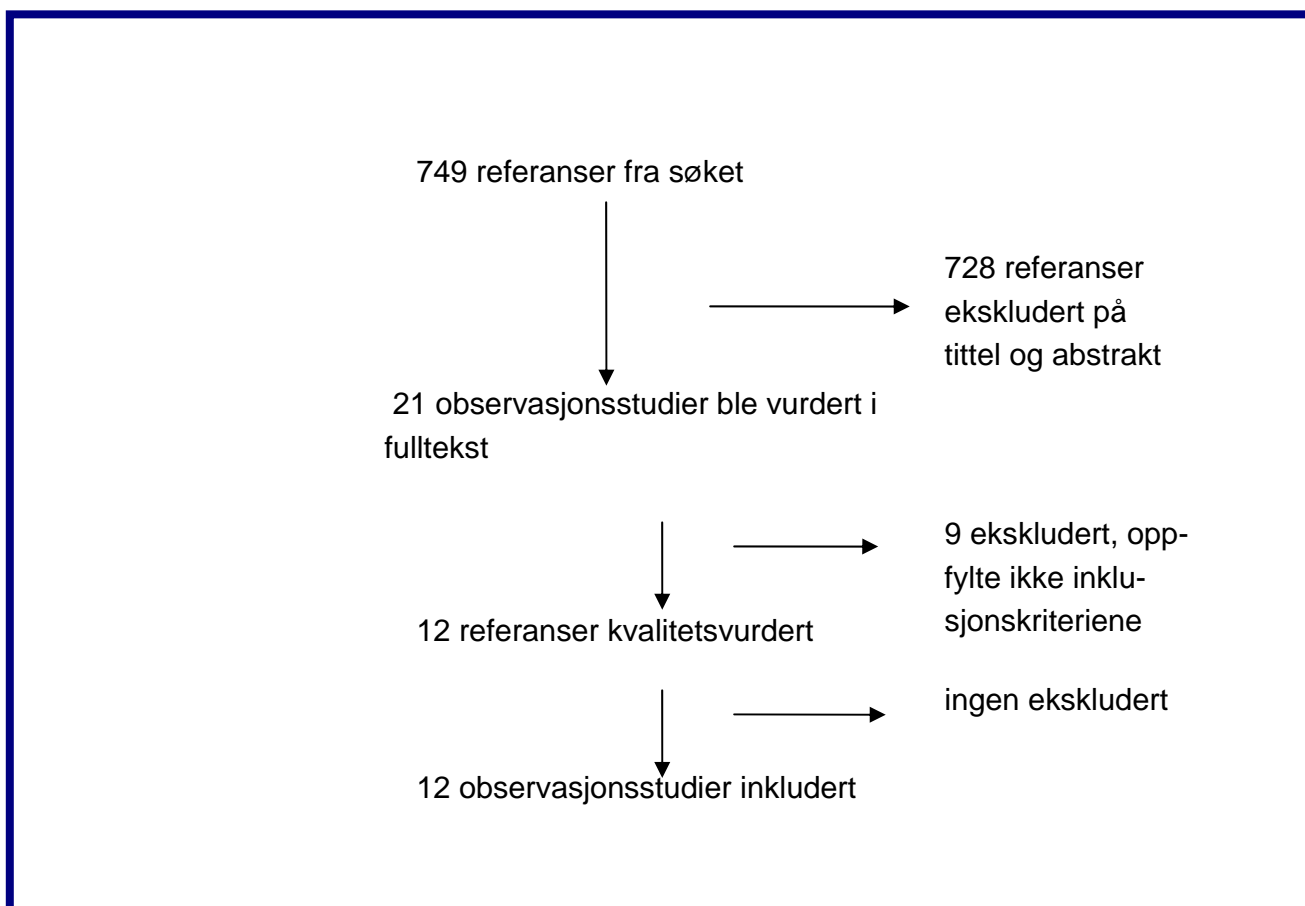 749 referanser fra søket
728 referanser
ekskludert på
tittel og abstrakt
21 observasjonsstudier ble vurdert i
fulltekst
9 ekskludert, opp-
fylte ikke inklu-
sjonskriteriene
12 referanser kvalitetsvurdert
ingen ekskludert
12 observasjonsstudier inkludert